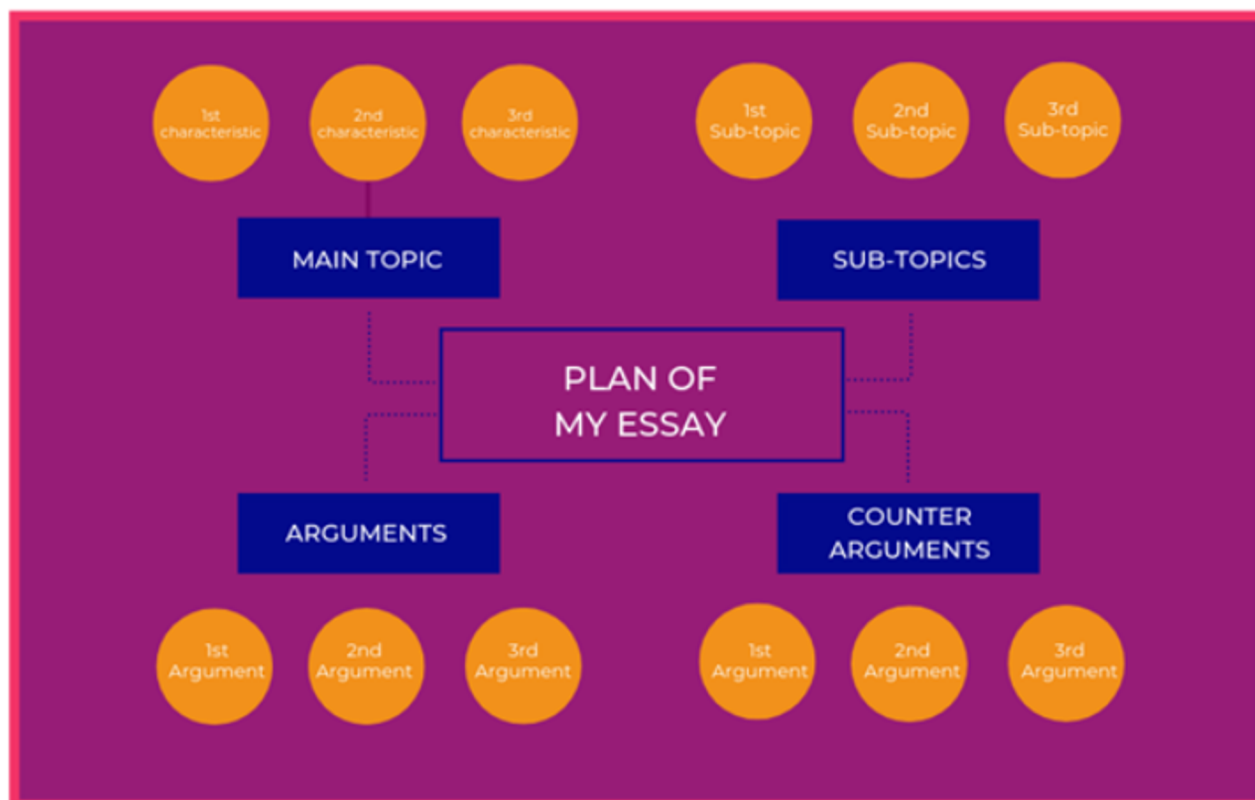 1st
characteristic
2nd
characteristic
3rd
characteristic
1st
Sub-topic
2nd
Sub-topic
3rd
Sub-topic
MAIN TOPIC
SUB-TOPICS
PLAN OF
MY ESSAY
ARGUMENTS
COUNTER
ARGUMENTS
1st
Argument
2nd
Argument
3rd
Argument
1st
Argument
2nd
Argument
3rd
Argument